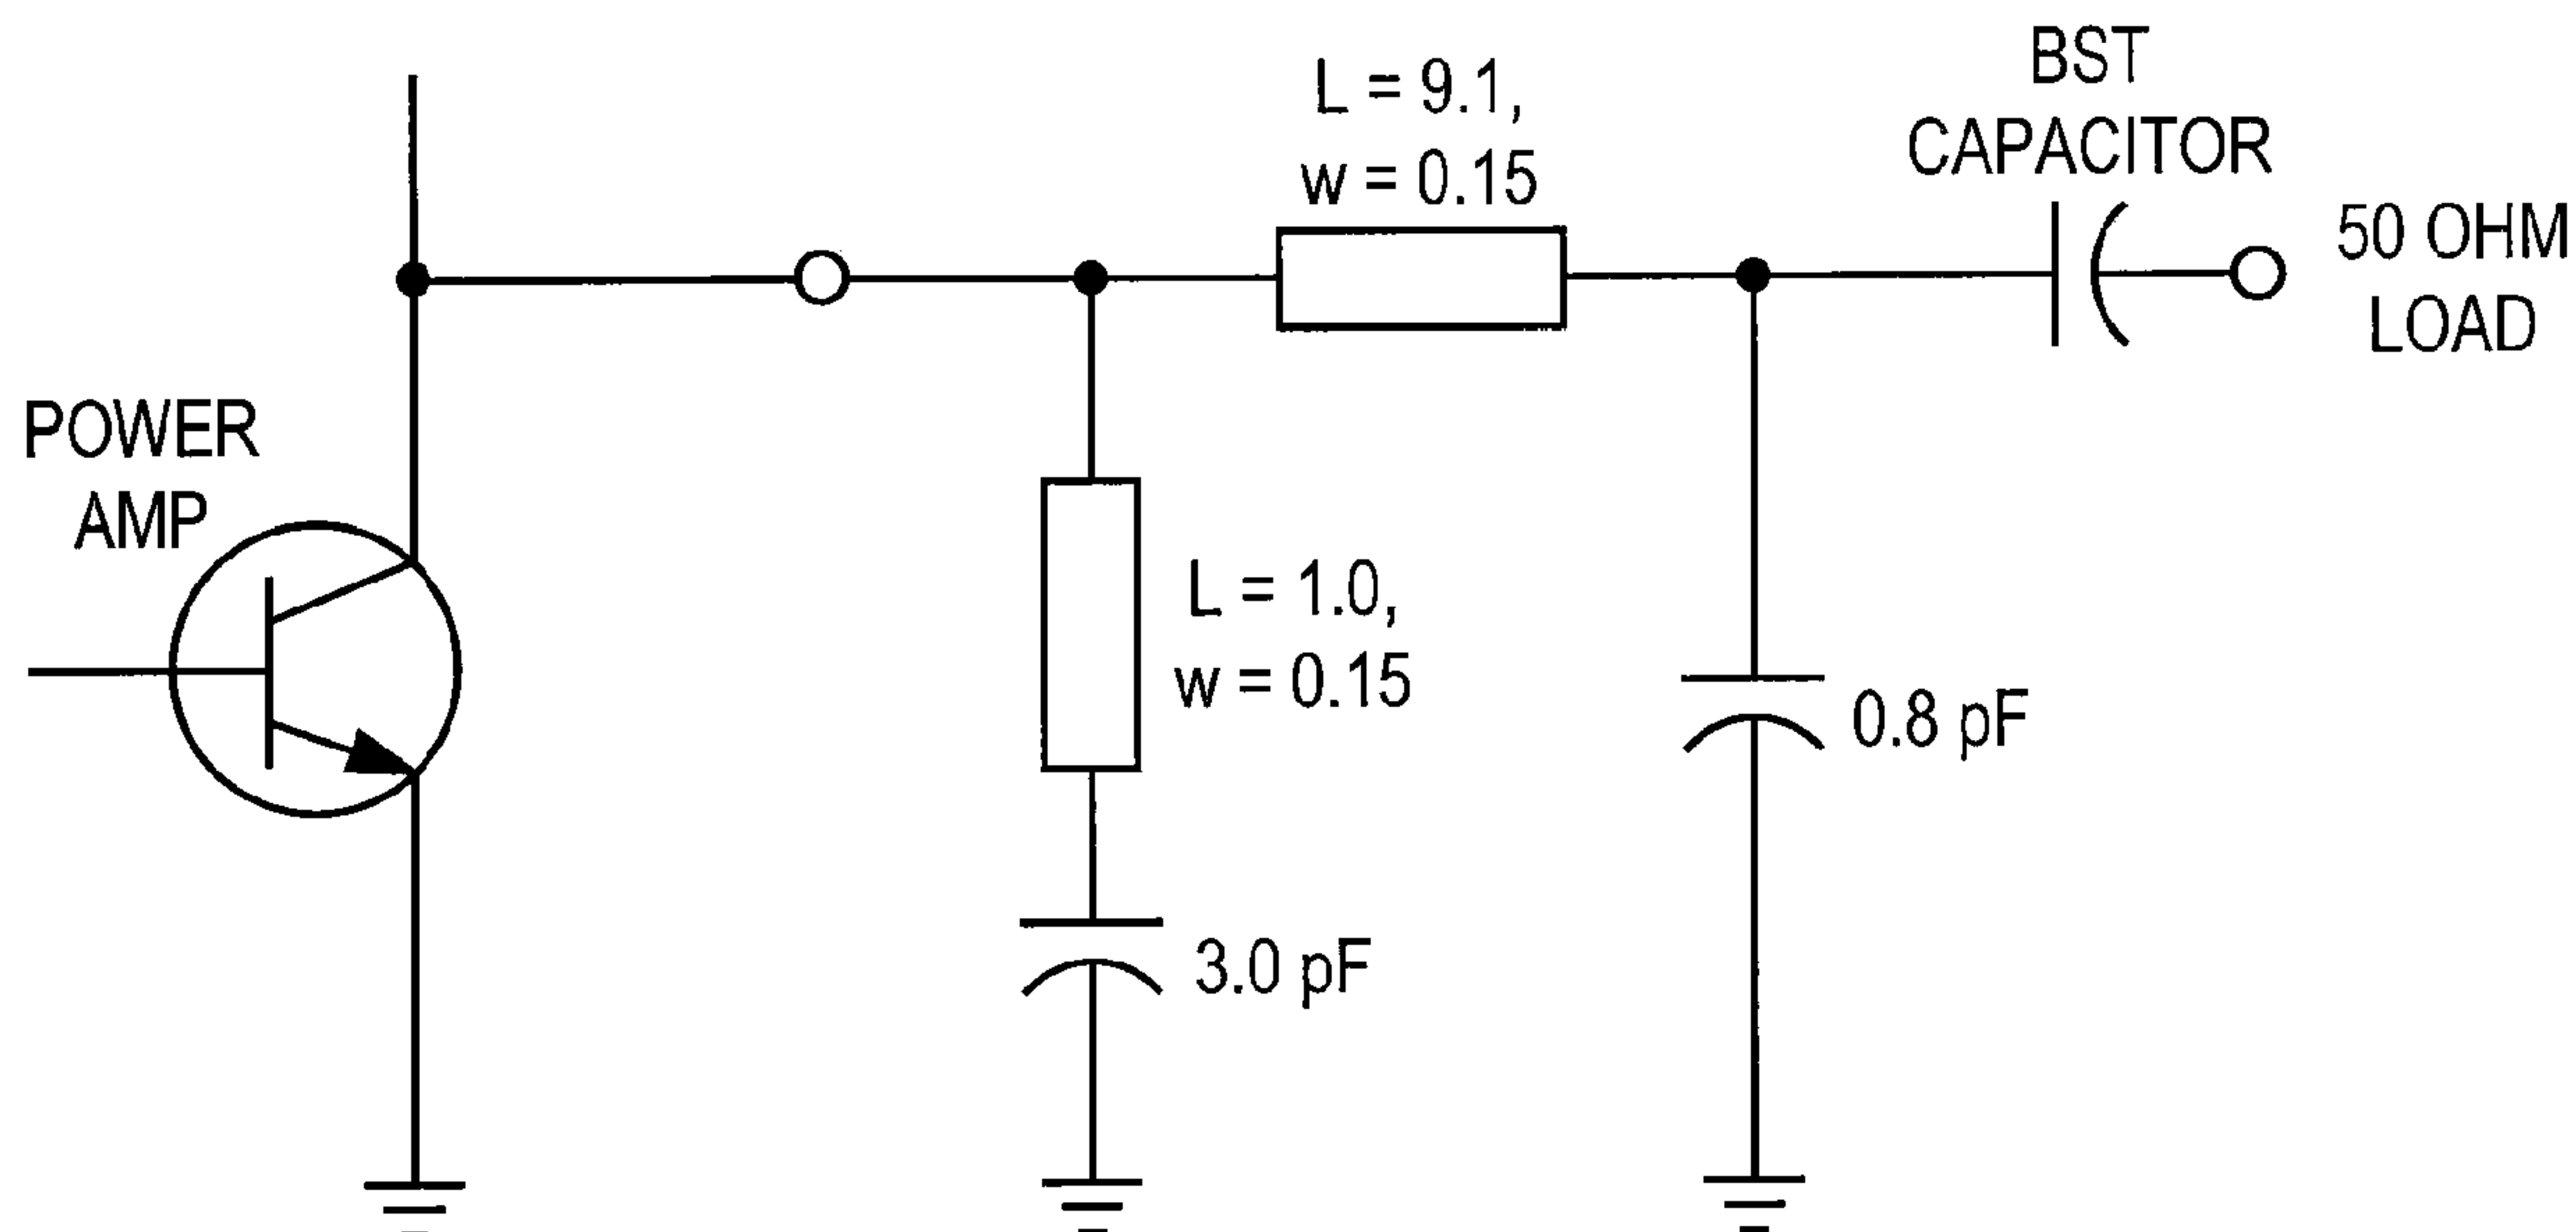 POWER
AMP
L = 9.1,
w = 0.15
L = 1.0,
w = 0.15
3.0 pF
0.8 pF
BST
CAPACITOR
50 OHM
LOAD